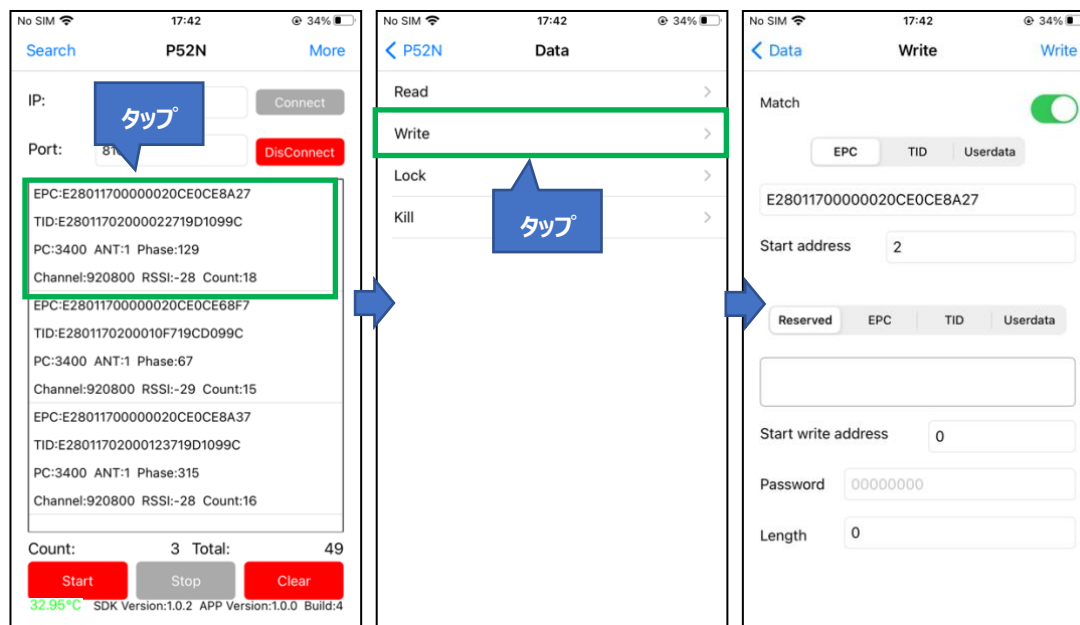 No SIM 17:42 34%
Search P52N More
IP: Connect
タップ
Port: DisConnect
EPC:E28011700000020CE0CE8A27
TID:E28011702000022719D1099C
PC:3400 ANT:1 Phase:129
Channel:920800 RSSI:-28 Count:18
EPC:E28011700000020CE0CE68F7
TID:E2801170200010F719CD099C
PC:3400 ANT:1 Phase:67
Channel:920800 RSSI:-29 Count:15
EPC:E28011700000020CE0CE8A37
TID:E28011702000123719D1099C
PC:3400 ANT:1 Phase:315
Channel:920800 RSSI:-28 Count:16
Count: 3 Total: 49
Start Stop Clear
32.95°C SDK Version:1.0.2 APP Version:1.0.0 Build:4
No SIM 17:42 34%
P52N Data
Read
Write
Lock
Kill
タップ
No SIM 17:42 34%
Data Write Write
Match
EPC TID Userdata
E28011700000020CE0CE8A27
Start address 2
Reserved EPC TID Userdata
Start write address 0
Password 00000000
Length 0